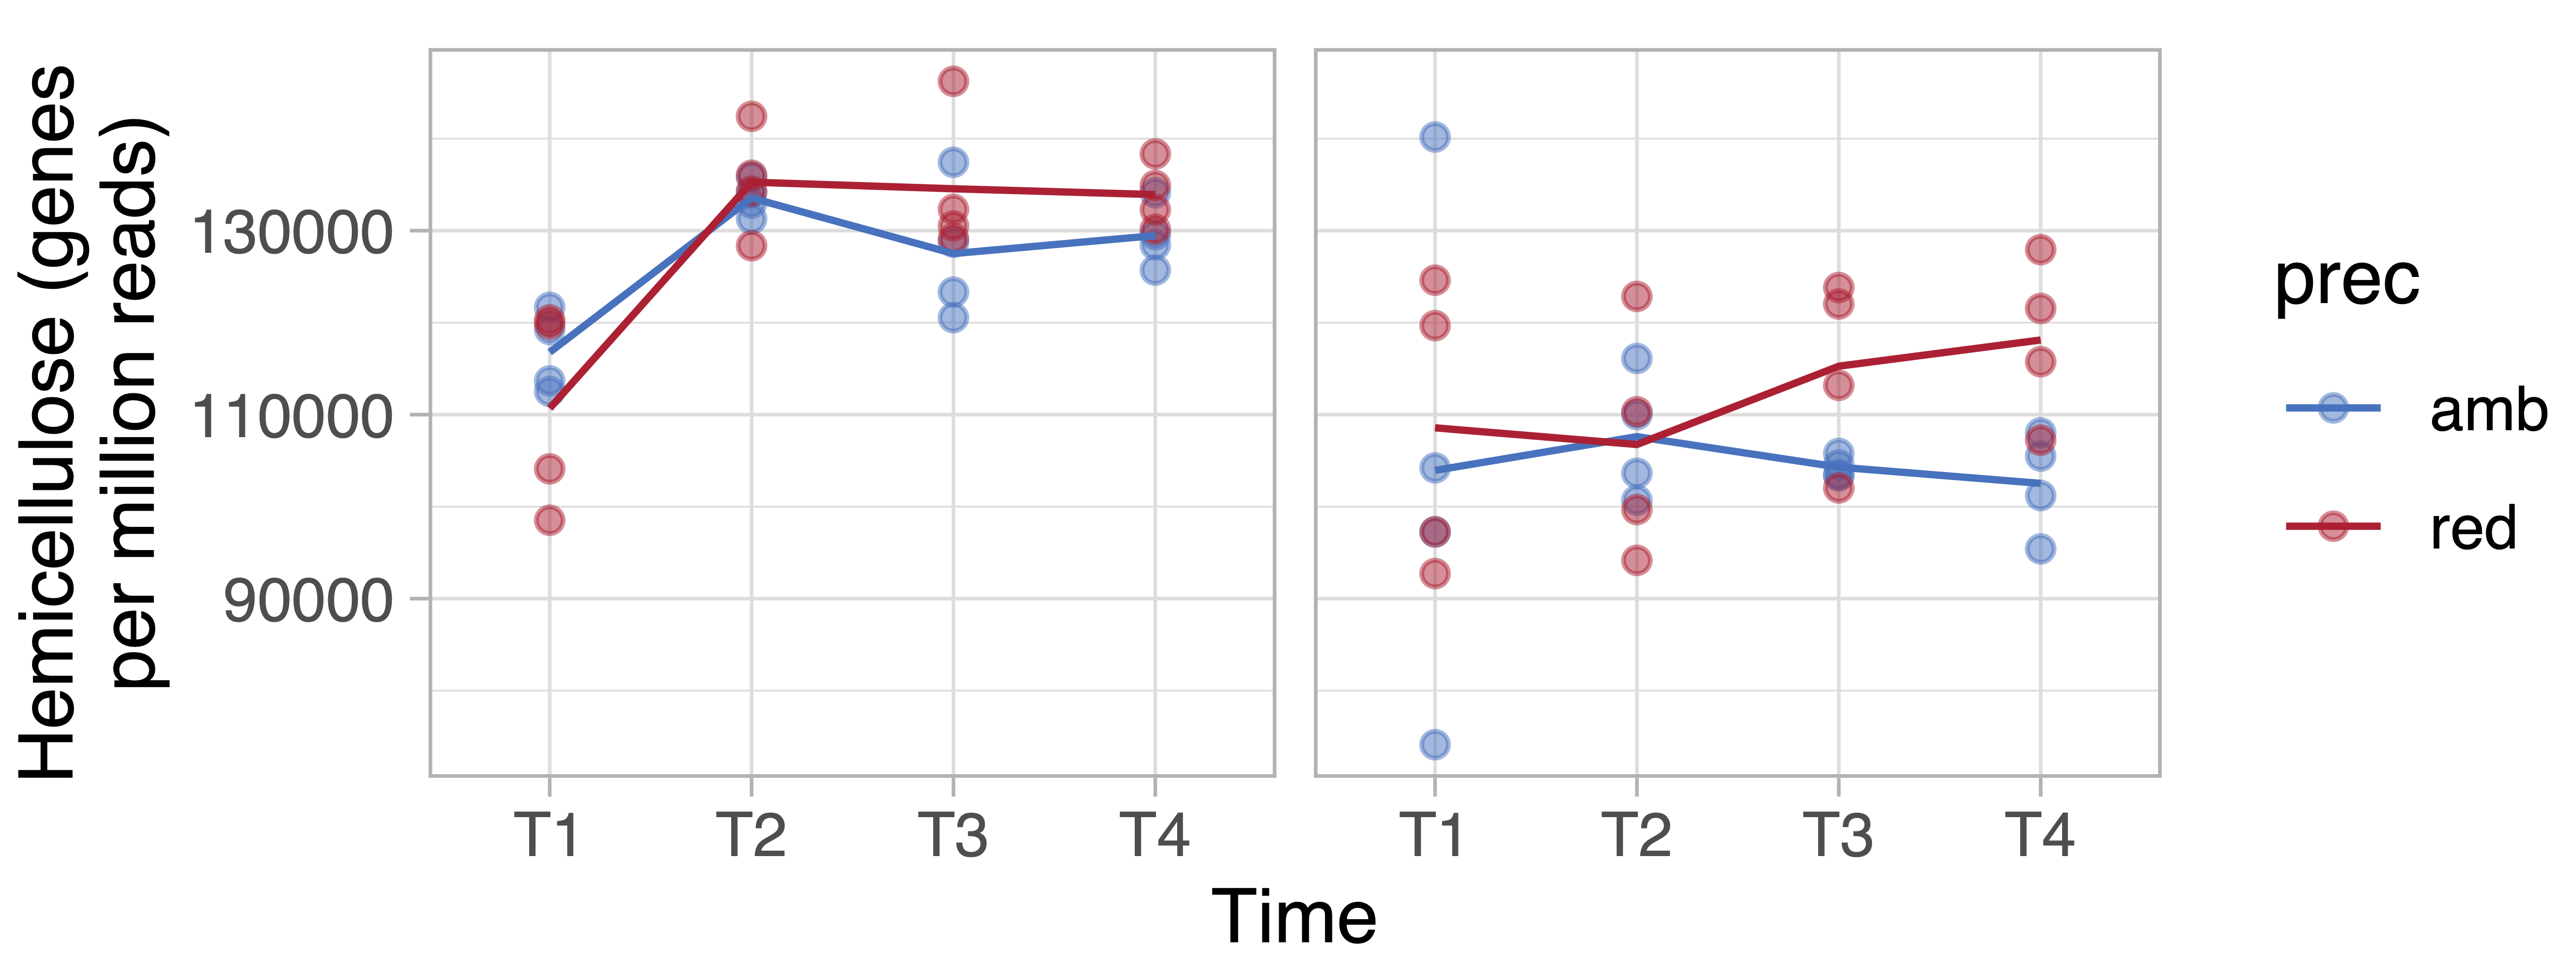 Hemicellulose (genes
per million reads)
130000
110000
90000
T1 T2 T3 T4
T1 T2 T3 T4
Time
prec
amb
red